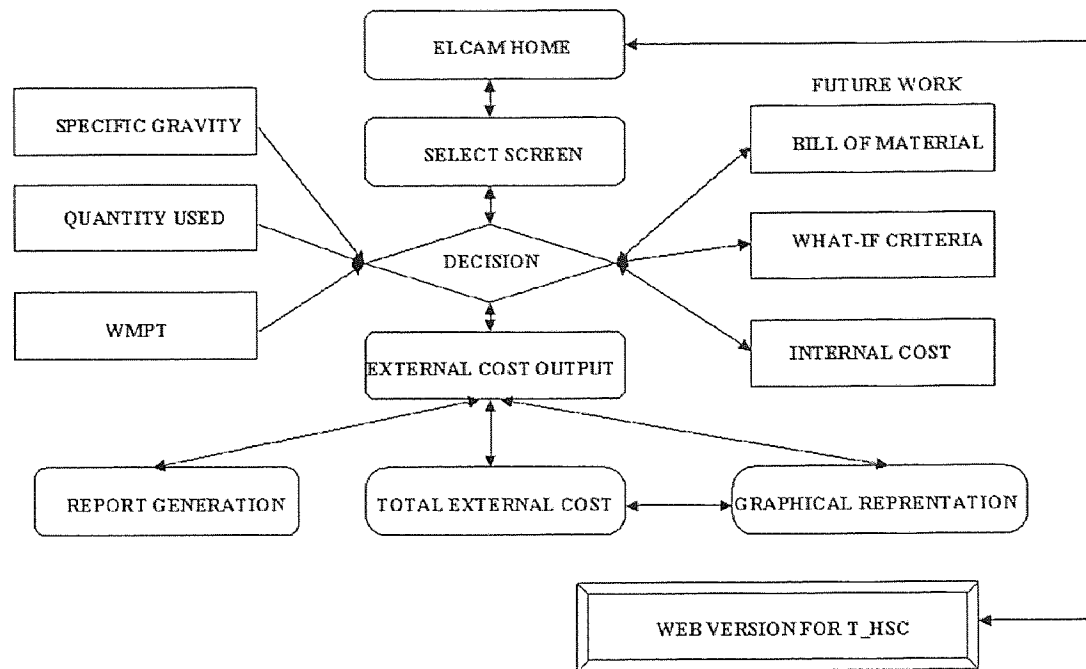 ELCAM HOME
FUTURE WORK
SPECIFIC GRAVITY
SELECT SCREEN
BILL OF MATERIAL
QUANTITY USED
DECISION
WHAT-IF CRITERIA
WMPT
EXTERNAL COST OUTPUT
INTERNAL COST
REPORT GENERATION
TOTAL EXTERNAL COST
GRAPHICAL REPRENTATION
WEB VERSION FOR T_HSC